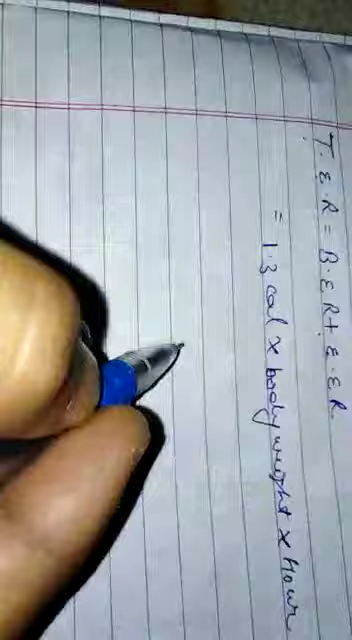 T.E.R = B.E.R + E.E.R.
= 1.3 cal x body weight x Hour